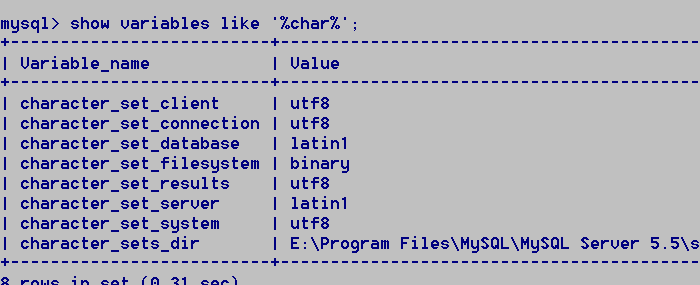 mysql> show variables like '%char%';
+--------------------------+--------------------------------
| Variable_name            | Value
+--------------------------+--------------------------------
| character_set_client     | utf8
| character_set_connection | utf8
| character_set_database   | latin1
| character_set_filesystem | binary
| character_set_results    | utf8
| character_set_server     | latin1
| character_set_system     | utf8
| character_sets_dir       | E:\Program Files\MySQL\MySQL Server 5.5\s
+--------------------------+--------------------------------
8 rows in set (0.31 sec)